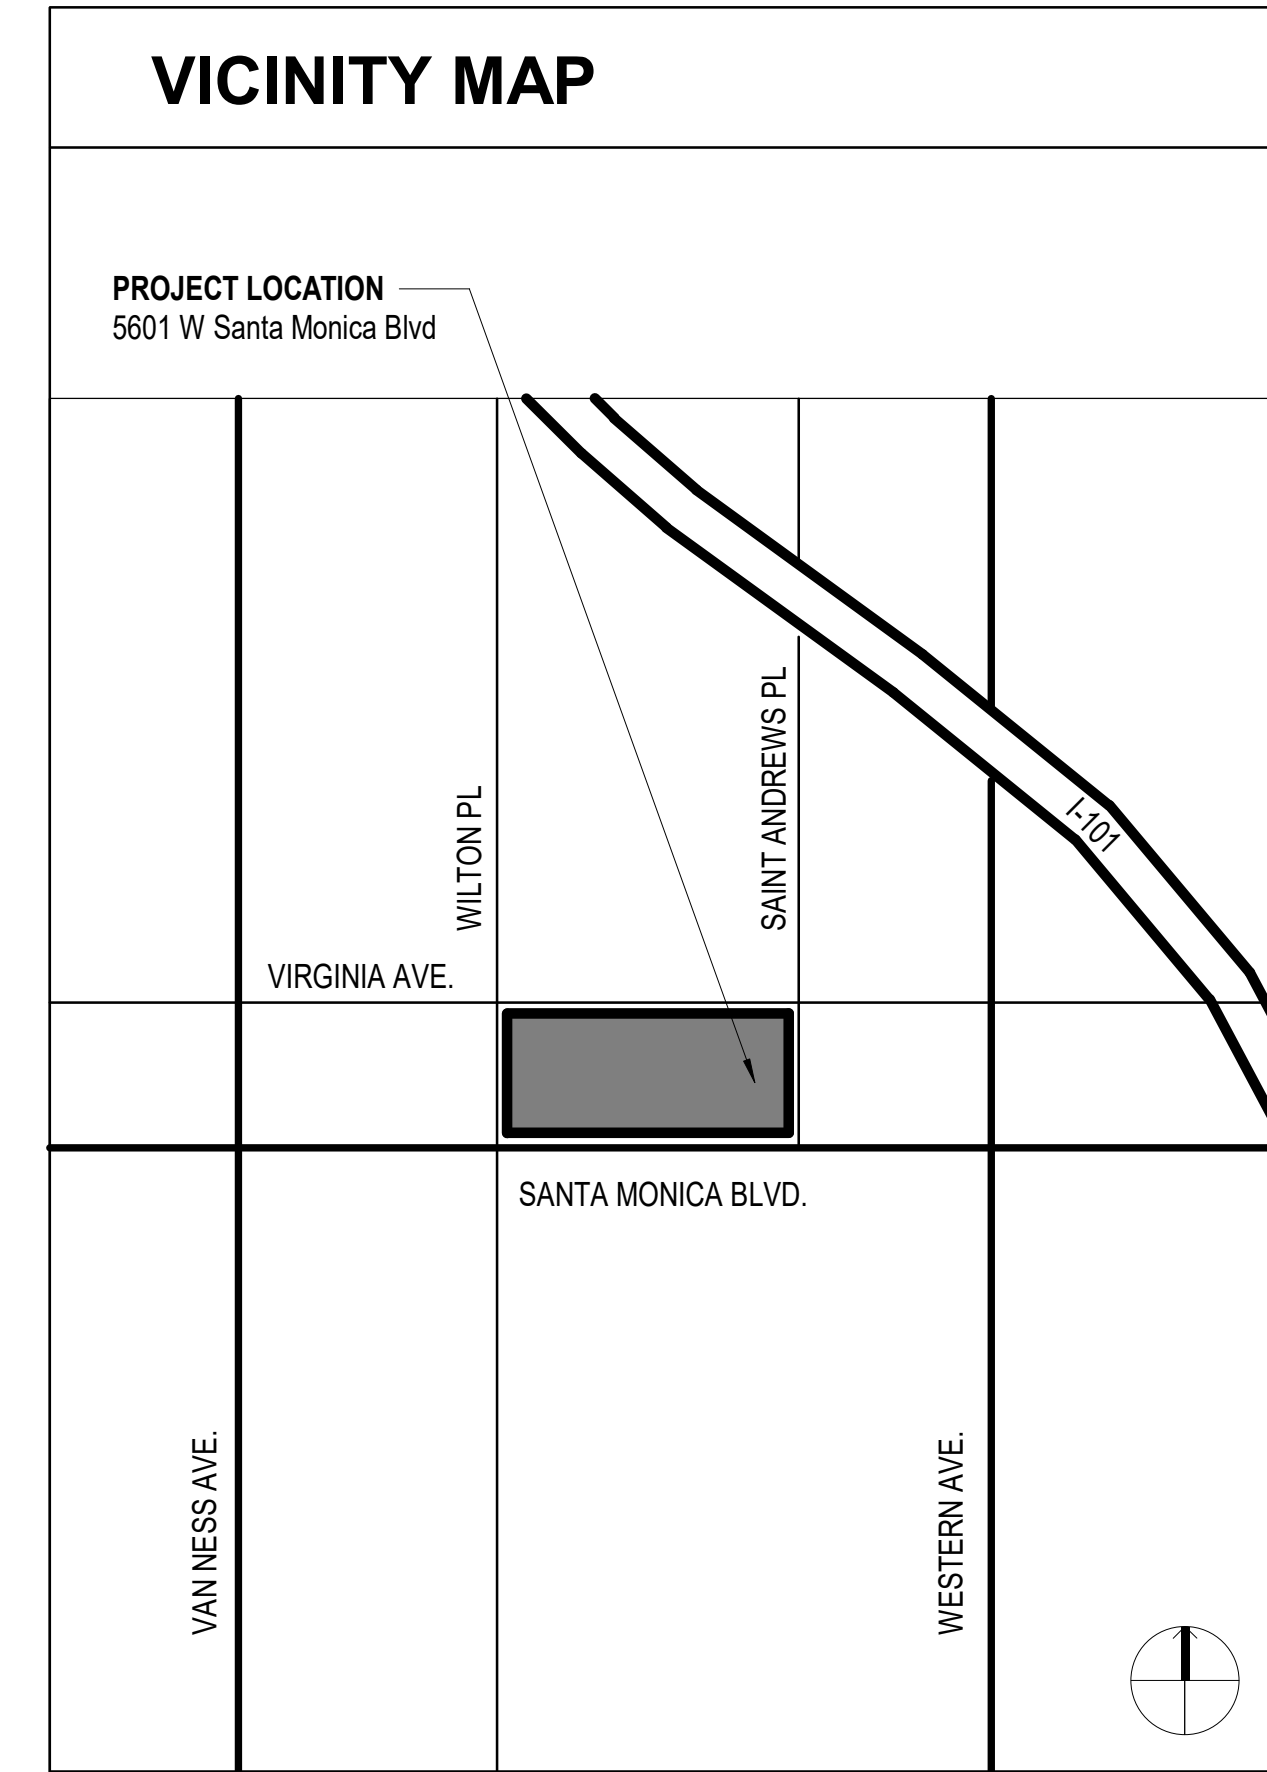 VICINITY MAP
PROJECT LOCATION
5601 W Santa Monica Blvd
SAINT ANDREWS PL
WILTON PL
I-101
VIRGINIA AVE.
SANTA MONICA BLVD.
VAN NESS AVE.
WESTERN AVE.